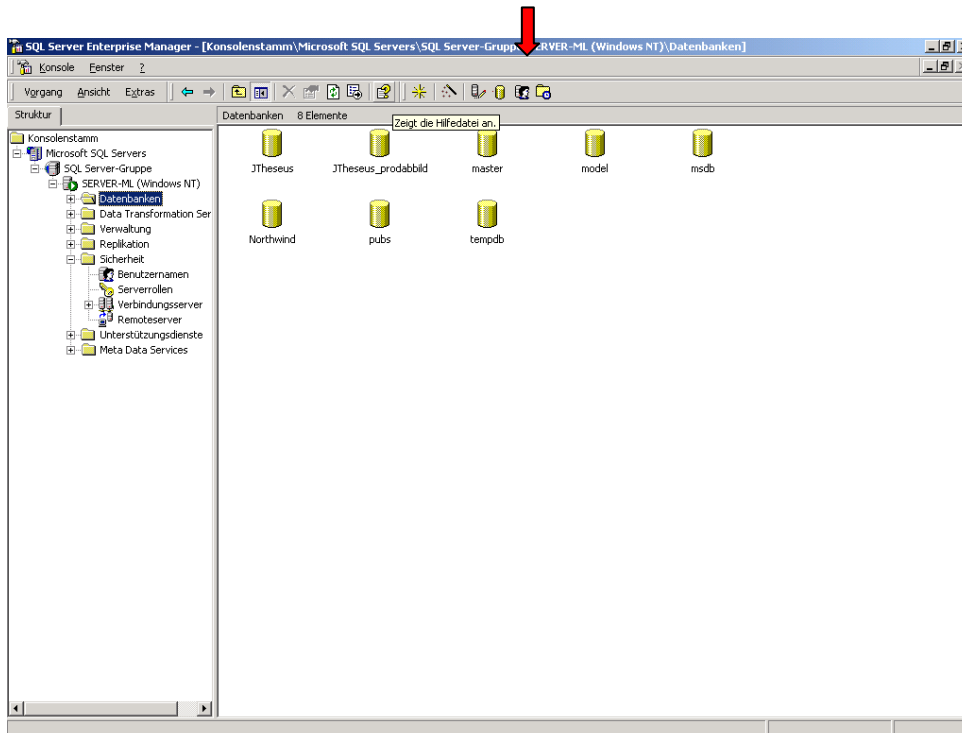 SQL Server Enterprise Manager - [Konsolenstamm\Microsoft SQL Servers\SQL Server-Grupp ERVER-ML (Windows NT)\Datenbanken]
Konsole Fenster ?
Vorgang Ansicht Extras
Struktur
Datenbanken 8 Elemente
Zeigt die Hilfedatei an.
Konsolenstamm
Microsoft SQL Servers
SQL Server-Gruppe
SERVER-ML (Windows NT)
Datenbanken
Data Transformation Ser
Verwaltung
Replikation
Sicherheit
Benutzernamen
Serverrollen
Verbindungsserver
Remoteserver
Unterstützungsdienste
Meta Data Services
JTheseus JTheseus_prodabbild master model msdb
Northwind pubs tempdb